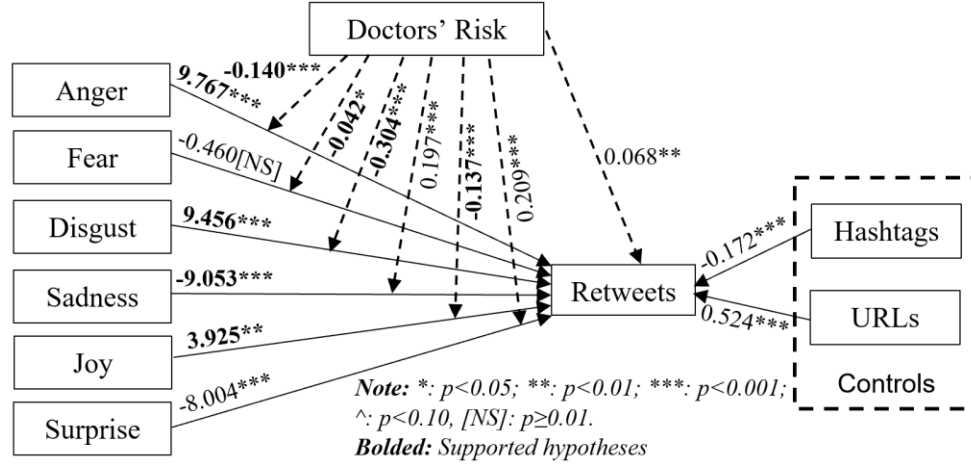 Doctors' Risk
Anger
Fear
Disgust
Sadness
Joy
Surprise
9.767***
-0.460[NS]
9.456***
-9.053***
3.925**
-8.004***
-0.140***
-0.042*
-0.304***
0.197***
-0.137***
0.209***
0.068**
Retweets
-0.172***
0.524***
Hashtags
URLs
Controls
Note: *: p<0.05; **: p<0.01; ***: p<0.001;
^: p<0.10, [NS]: p≥0.01.
Bolded: Supported hypotheses